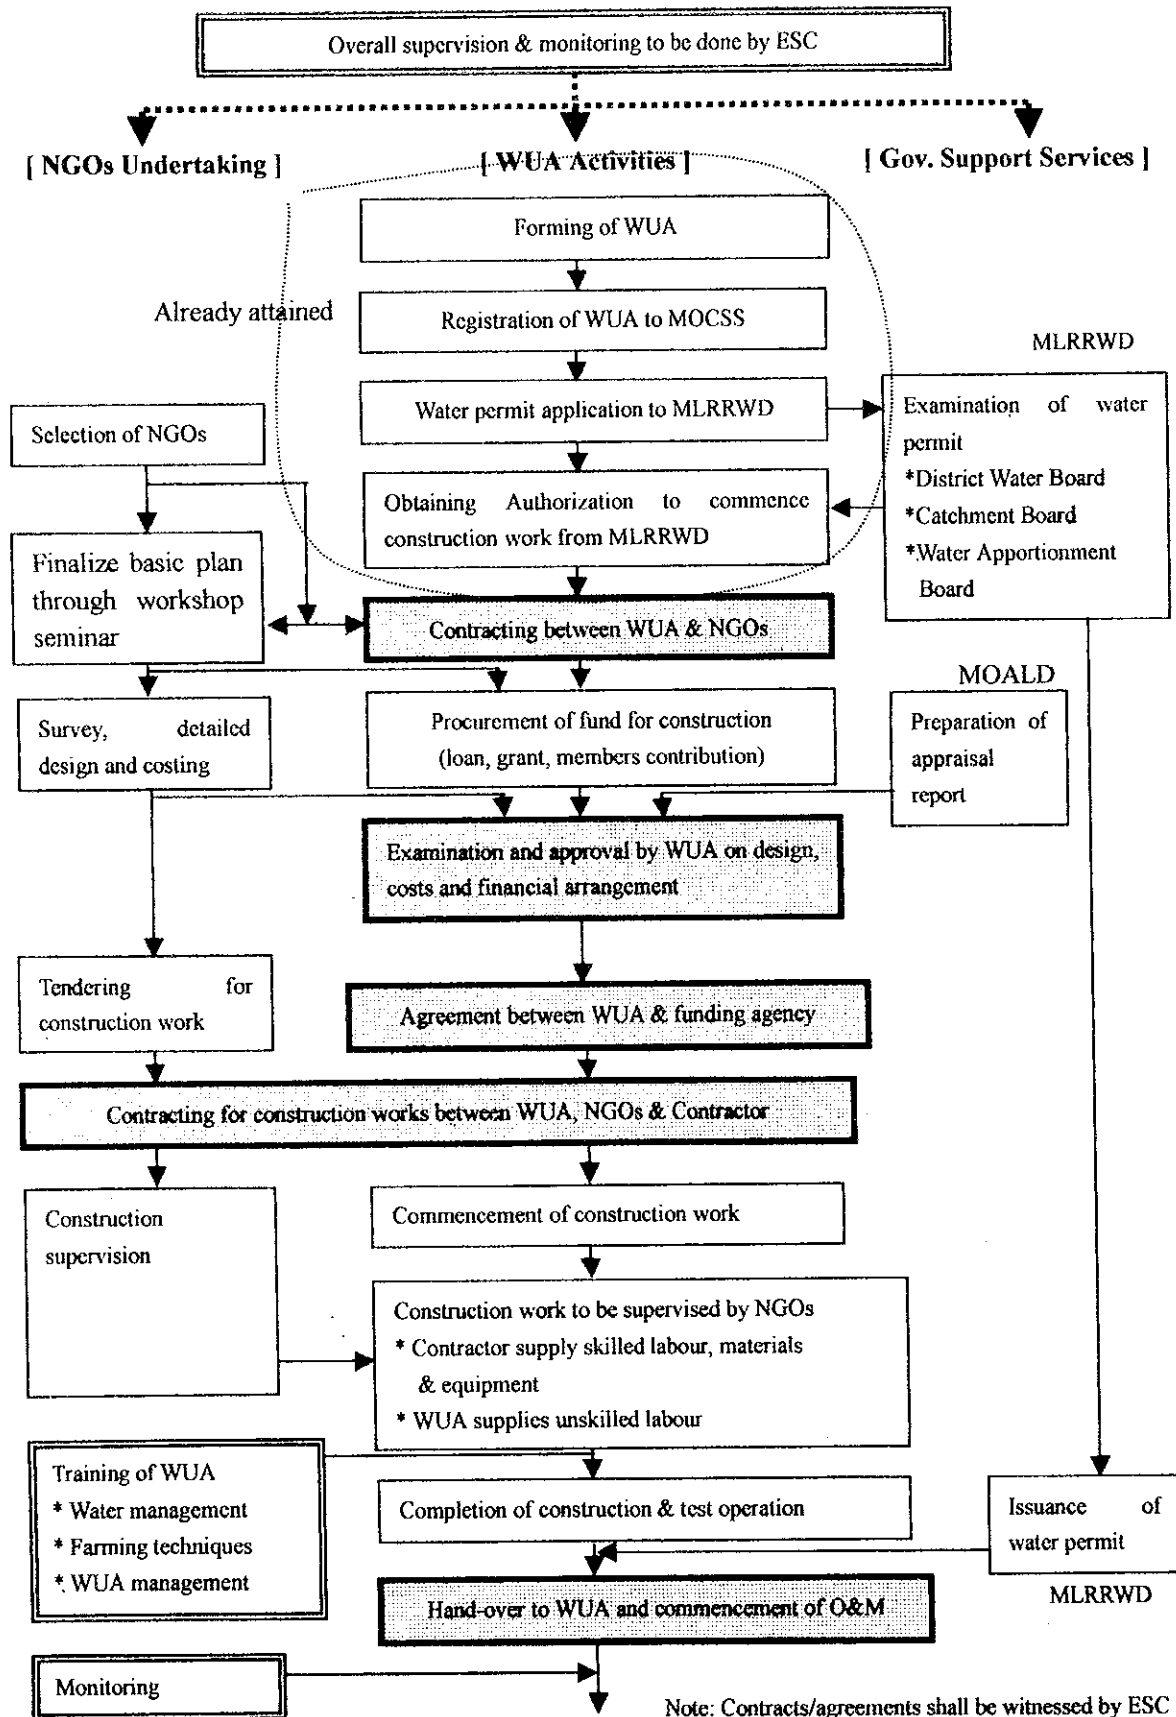 Overall supervision & monitoring to be done by ESC
[ NGOs Undertaking ]
[ WUA Activities ]
[ Gov. Support Services ]
Forming of WUA
Already attained
Registration of WUA to MOCSS
MLRRWD
Water permit application to MLRRWD
Examination of water
permit
*District Water Board
*Catchment Board
*Water Apportionment
Board
Selection of NGOs
Obtaining Authorization to commence
construction work from MLRRWD
Finalize basic plan
through workshop
seminar
Contracting between WUA & NGOs
MOALD
Survey, detailed
design and costing
Procurement of fund for construction
(loan, grant, members contribution)
Preparation of
appraisal
report
Examination and approval by WUA on design,
costs and financial arrangement
Tendering for
construction work
Agreement between WUA & funding agency
Contracting for construction works between WUA, NGOs & Contractor
Construction
supervision
Commencement of construction work
Construction work to be supervised by NGOs
* Contractor supply skilled labour, materials
& equipment
* WUA supplies unskilled labour
Training of WUA
* Water management
* Farming techniques
* WUA management
Completion of construction & test operation
Issuance of
water permit
MLRRWD
Hand-over to WUA and commencement of O&M
Monitoring
Note: Contracts/agreements shall be witnessed by ESC